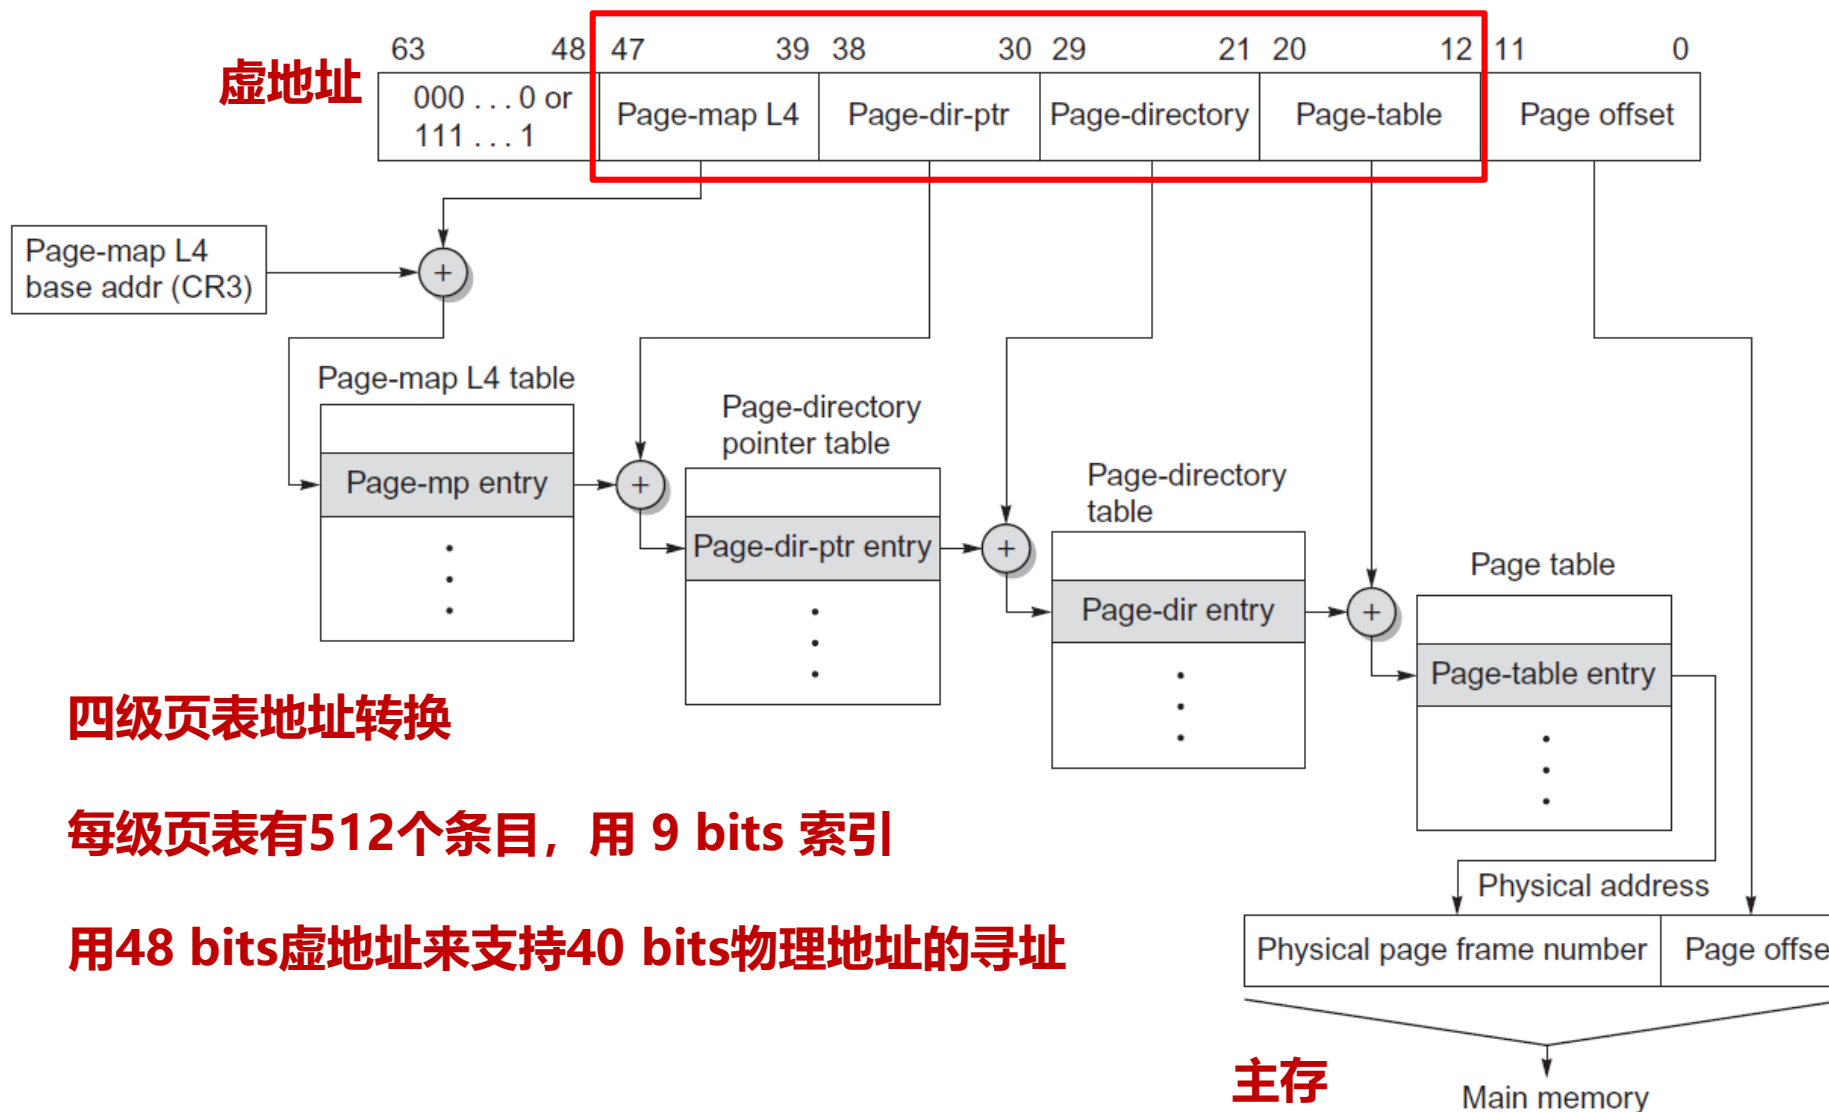 63 48 47 39 38 30 29 21 20 12 11 0
虚地址
000 . . . 0 or
111 . . . 1
Page-map L4
Page-dir-ptr
Page-directory
Page-table
Page offset
Page-map L4
base addr (CR3)
+
Page-map L4 table
Page-mp entry
+
Page-directory
pointer table
Page-dir-ptr entry
+
Page-directory
table
Page-dir entry
+
Page table
Page-table entry
四级页表地址转换
每级页表有512个条目，用 9 bits 索引
用48 bits虚地址来支持40 bits物理地址的寻址
Physical address
Physical page frame number
Page offse
主存
Main memory